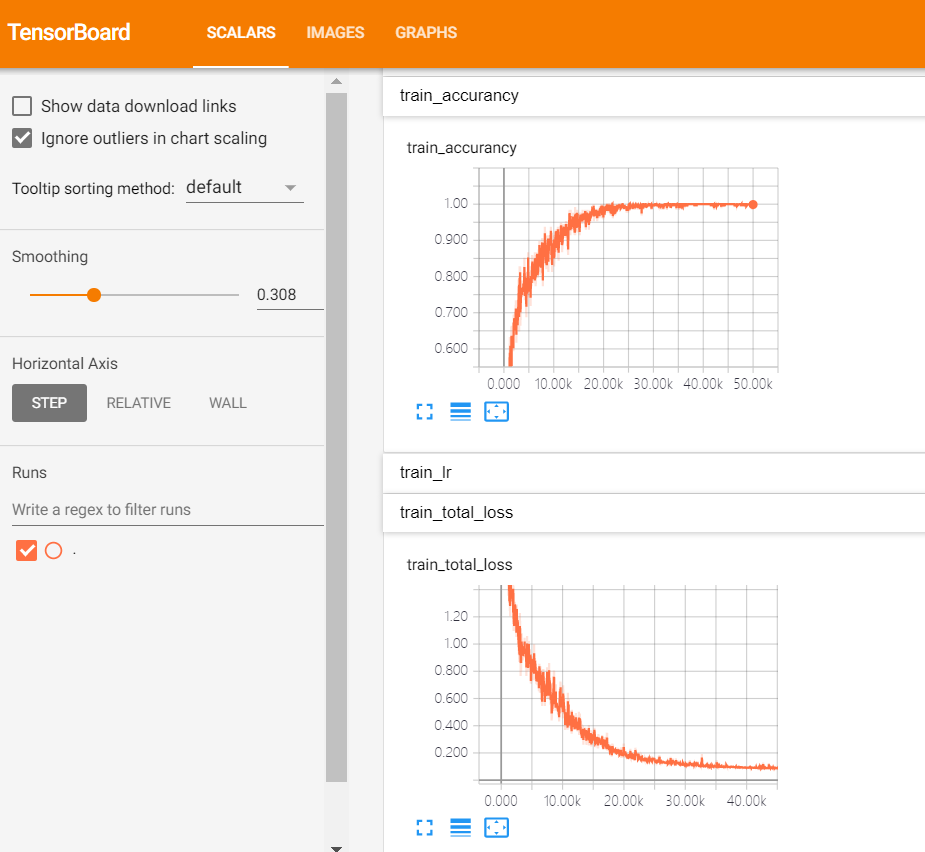 TensorBoard SCALARS IMAGES GRAPHS
Show data download links
Ignore outliers in chart scaling
Tooltip sorting method: default
Smoothing
0.308
Horizontal Axis
STEP RELATIVE WALL
Runs
Write a regex to filter runs
.
train_accurancy
train_accurancy
1.00
0.900
0.800
0.700
0.600
0.000 10.00k 20.00k 30.00k 40.00k 50.00k
train_lr
train_total_loss
train_total_loss
1.20
1.00
0.800
0.600
0.400
0.200
0.000 10.00k 20.00k 30.00k 40.00k